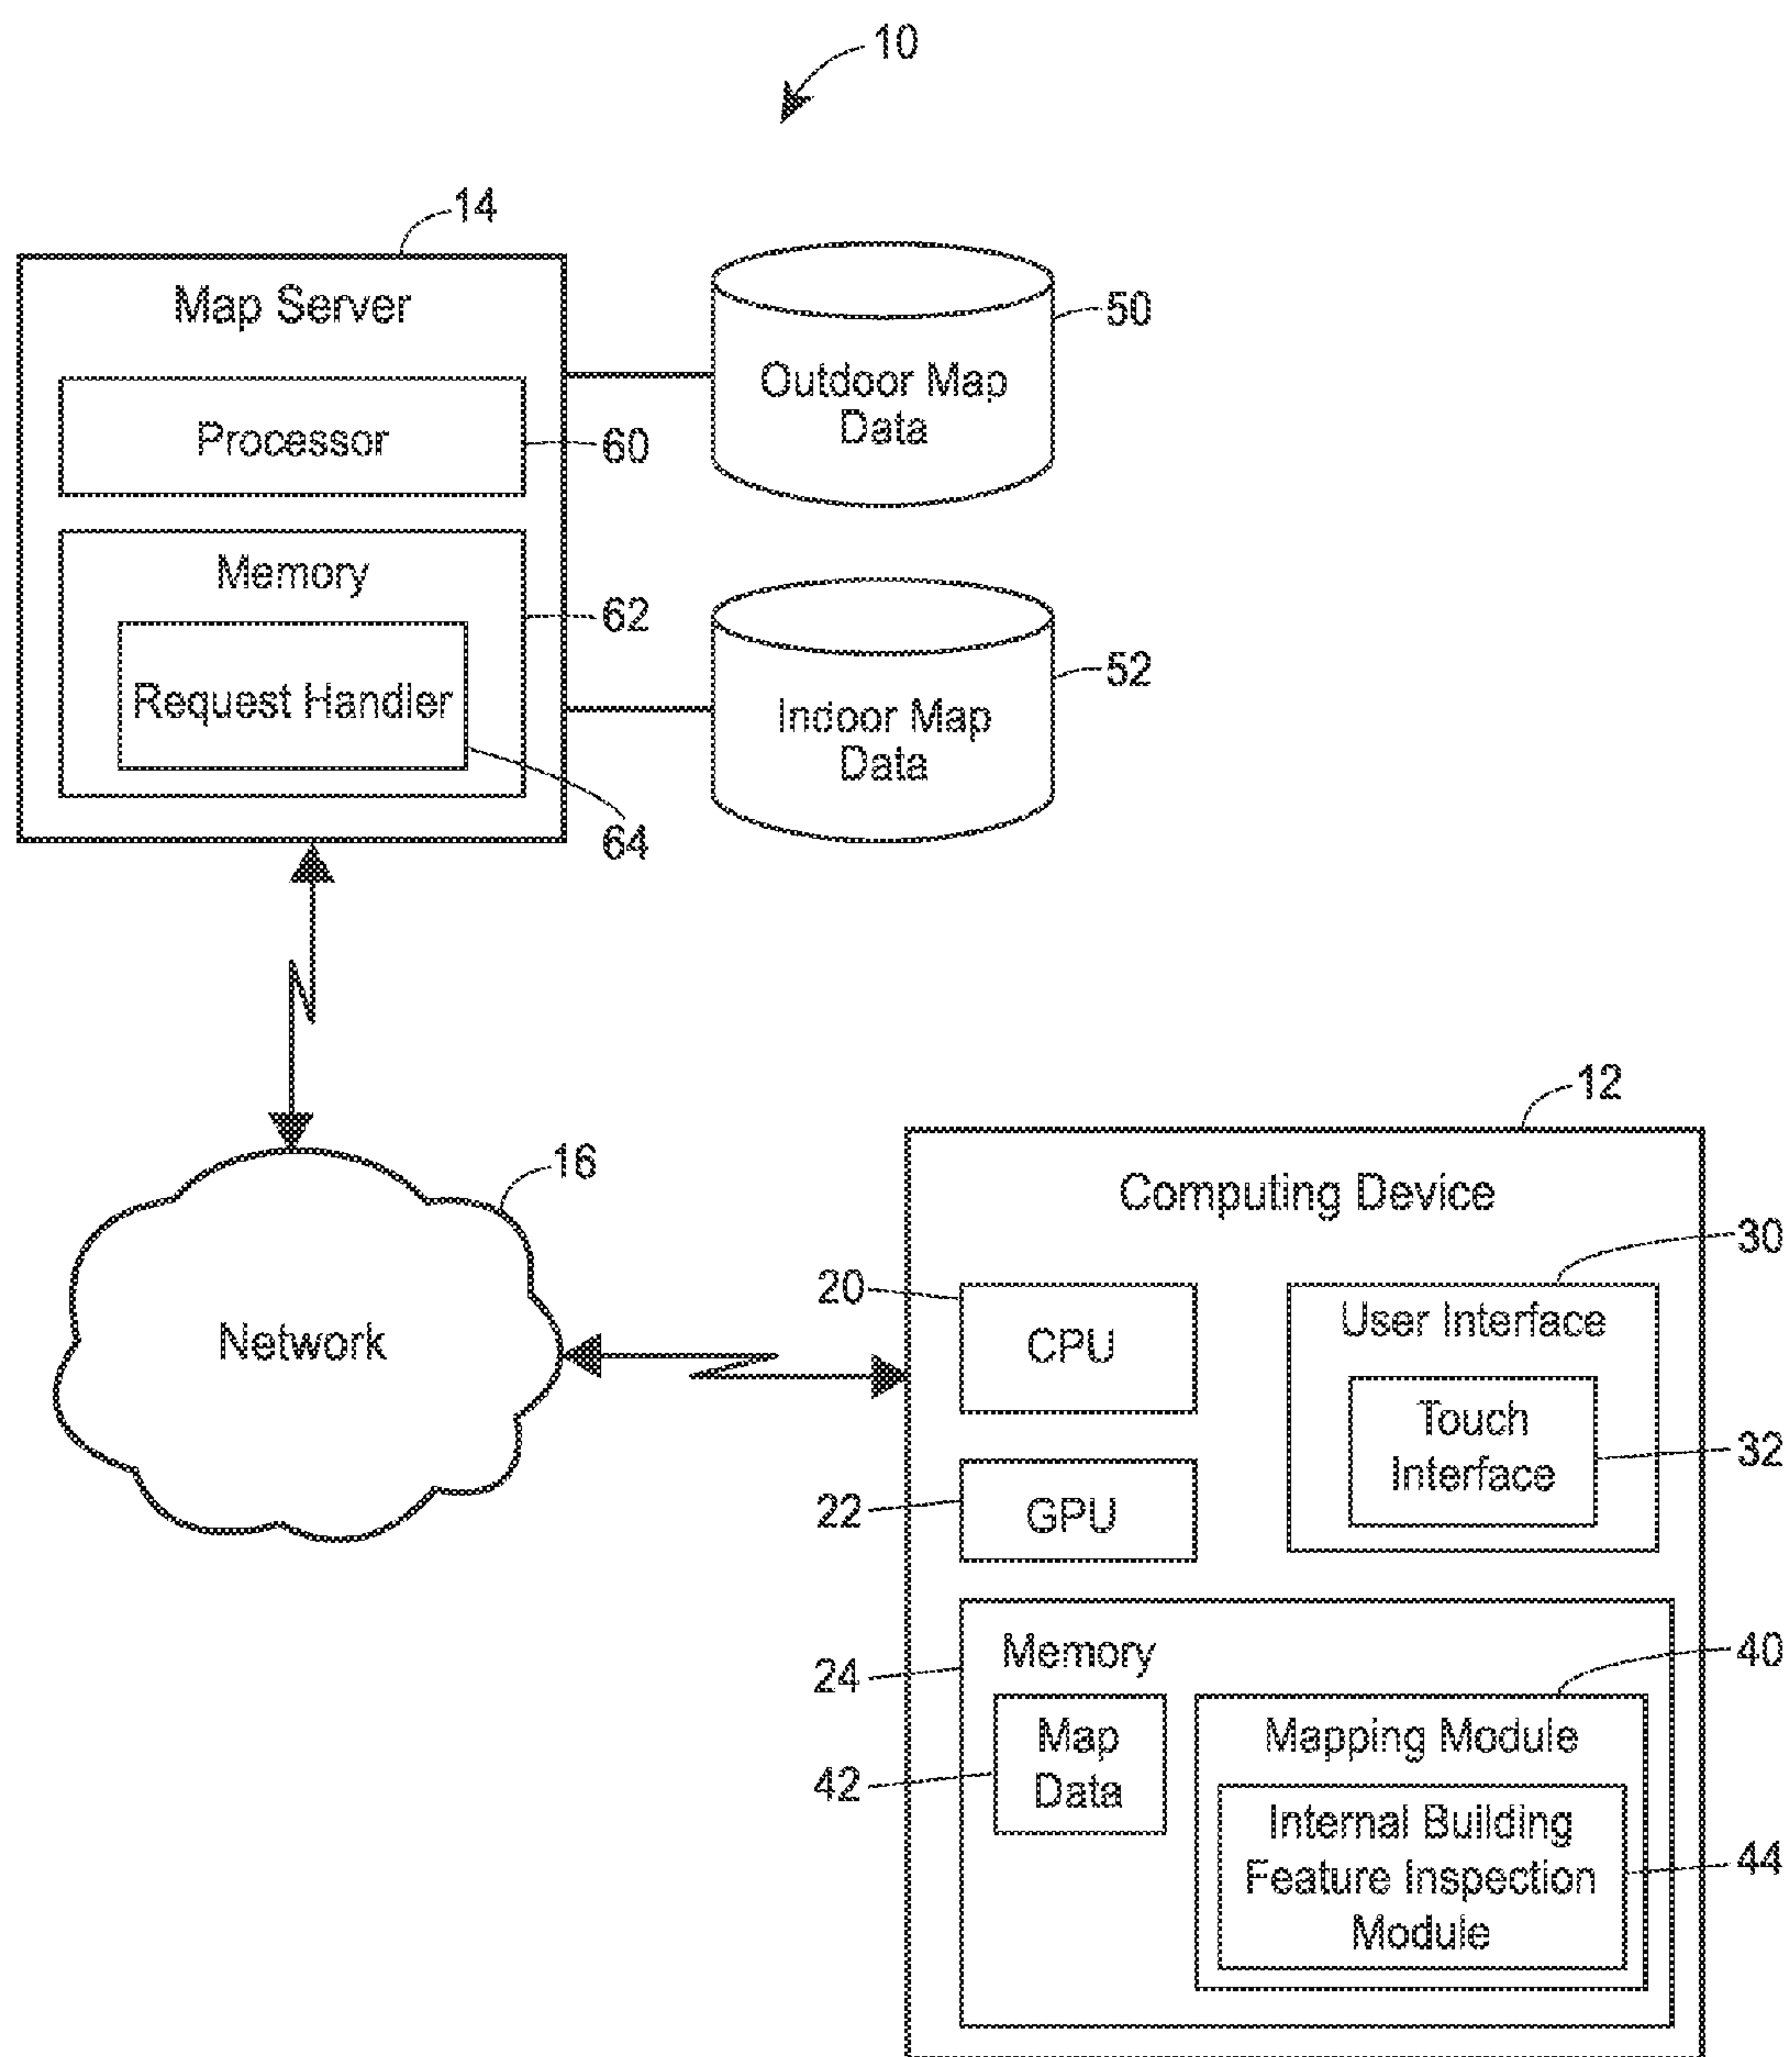 10
14
Map Server
Processor
60
Memory
62
Request Handler
64
Outdoor Map
Data
50
Indoor Map
Data
52
16
Network
12
Computing Device
20
CPU
22
GPU
30
User Interface
Touch
Interface
32
24
Memory
42
Map
Data
40
Mapping Module
Internal Building
Feature Inspection
Module
44